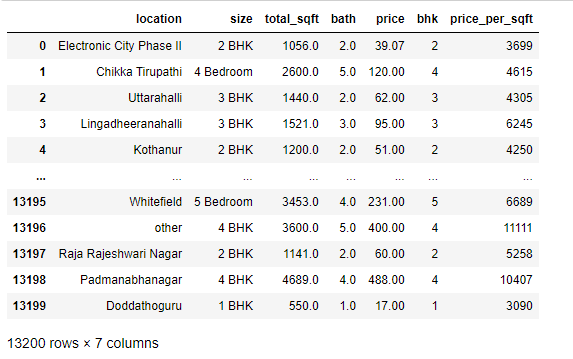 location size total_sqft bath price bhk price_per_sqft
0 Electronic City Phase II 2 BHK 1056.0 2.0 39.07 2 3699
1 Chikka Tirupathi 4 Bedroom 2600.0 5.0 120.00 4 4615
2 Uttarahalli 3 BHK 1440.0 2.0 62.00 3 4305
3 Lingadheeranahalli 3 BHK 1521.0 3.0 95.00 3 6245
4 Kothanur 2 BHK 1200.0 2.0 51.00 2 4250
... ... ... ... ... ... ... ...
13195 Whitefield 5 Bedroom 3453.0 4.0 231.00 5 6689
13196 other 4 BHK 3600.0 5.0 400.00 4 11111
13197 Raja Rajeshwari Nagar 2 BHK 1141.0 2.0 60.00 2 5258
13198 Padmanabhanagar 4 BHK 4689.0 4.0 488.00 4 10407
13199 Doddathoguru 1 BHK 550.0 1.0 17.00 1 3090
13200 rows × 7 columns